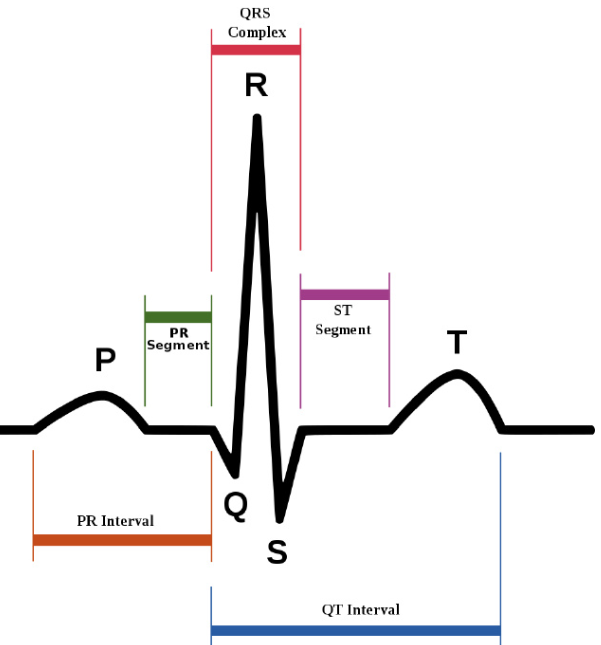 QRS
Complex
R
ST
Segment
PR
Segment
P
T
Q
PR Interval
S
QT Interval